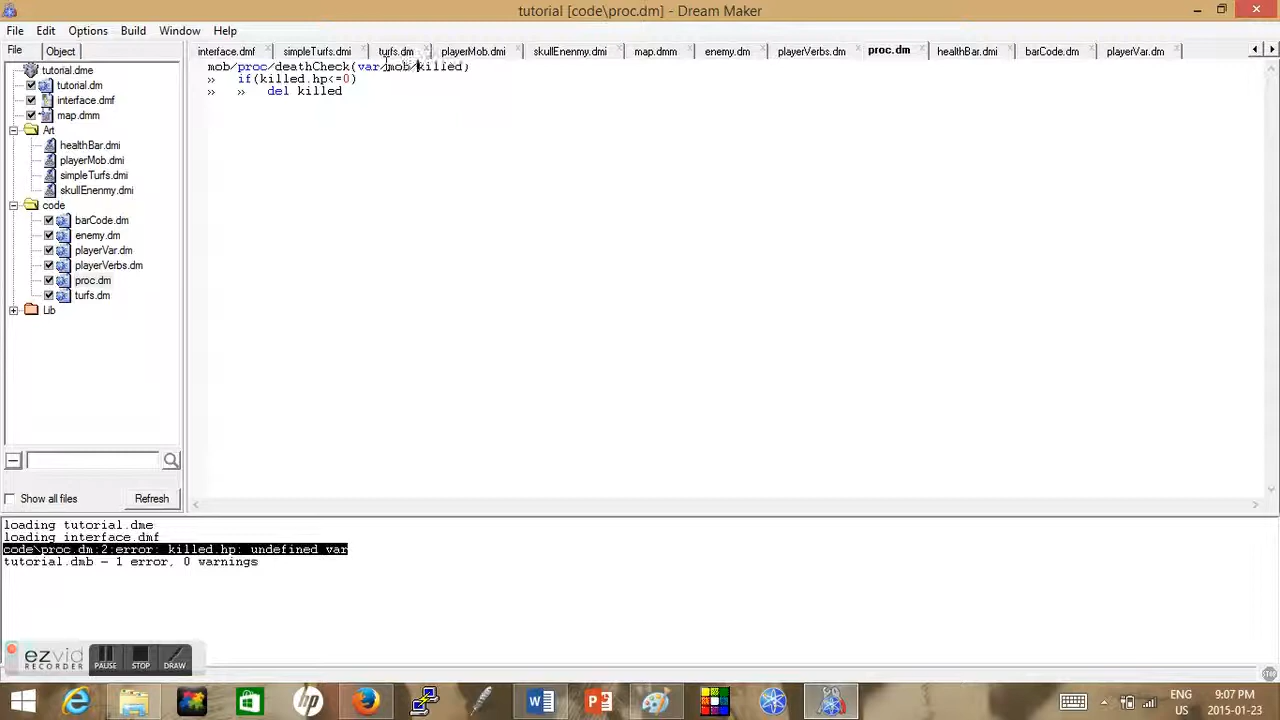 tutorial [code\proc.dm] - Dream Maker
File Edit Options Build Window Help
File Object
interface.dmf simpleTurfs.dmi turfs.dm playerMob.dmi skullEnenmy.dmi map.dmm enemy.dm playerVerbs.dm proc.dm healthBar.dmi barCode.dm playerVar.dm
tutorial.dme
tutorial.dm
interface.dmf
map.dmm
Art
healthBar.dmi
playerMob.dmi
simpleTurfs.dmi
skullEnenmy.dmi
code
barCode.dm
enemy.dm
playerVar.dm
playerVerbs.dm
proc.dm
turfs.dm
Lib
Show all files Refresh
mob/proc/deathCheck(var/mob/killed)
» if(killed.hp<=0)
» » del killed
loading tutorial.dme
loading interface.dmf
code\proc.dm:2:error: killed.hp: undefined var
tutorial.dmb - 1 error, 0 warnings
ezvid
RECORDER
PAUSE STOP DRAW
ENG
US
9:07 PM
2015-01-23